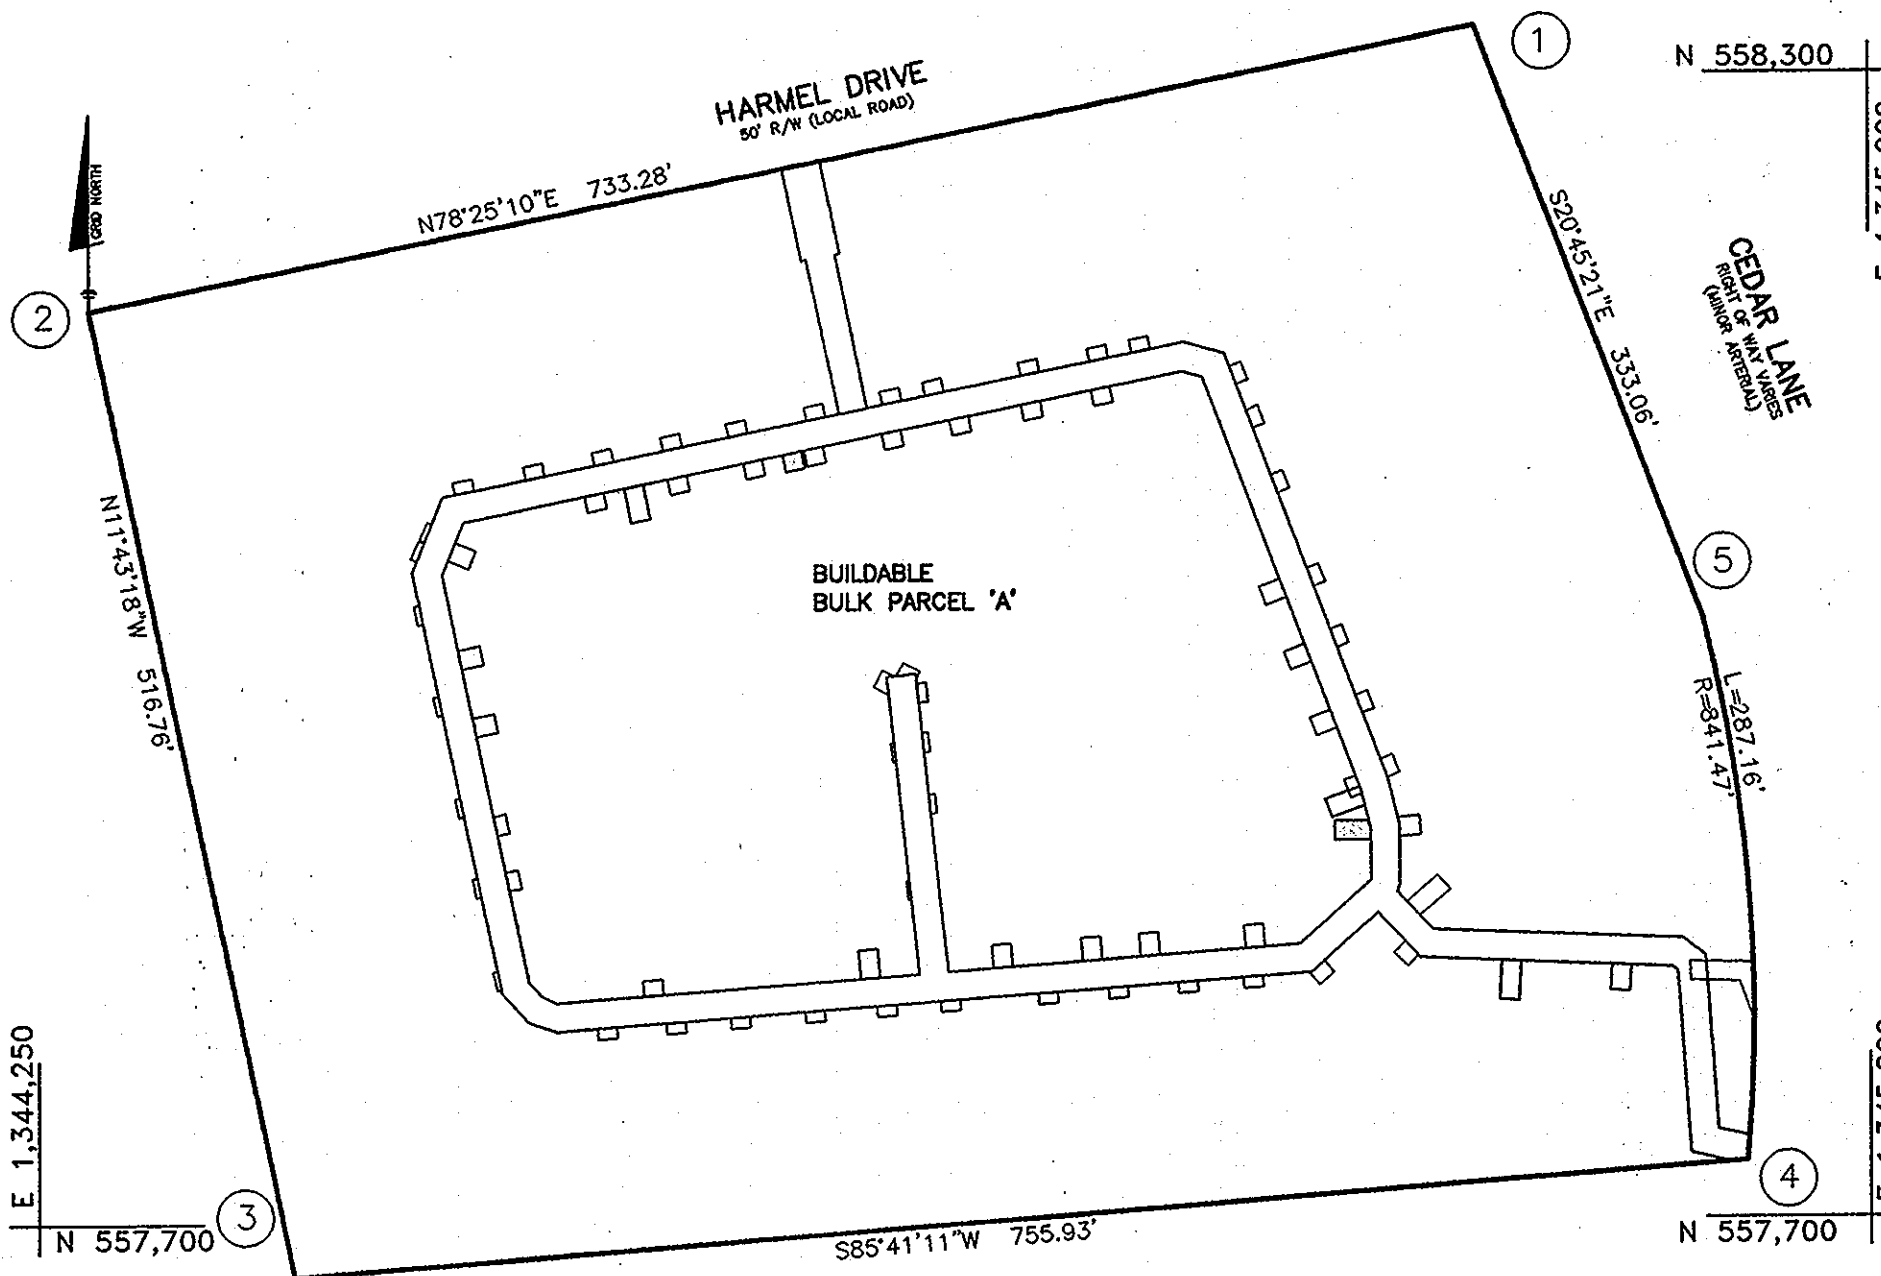 1
N 558,300
HARMEL DRIVE
50' R/W (LOCAL ROAD)
N78°25'10"E 733.28'
GRID NORTH
2
S20°45'21"E 333.06'
CEDAR LANE
RIGHT OF WAY VARIES
(MINOR ARTERIAL)
N11°43'18"W 516.76'
5
BUILDABLE
BULK PARCEL 'A'
L=287.16'
R=841.47'
E 1,344,250
4
3
N 557,700
S85°41'11"W 755.93'
N 557,700